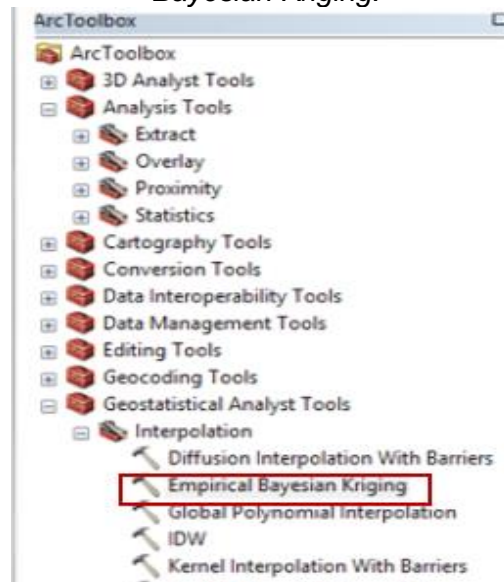 Bayesian Kriging.
ArcToolbox
ArcToolbox
3D Analyst Tools
Analysis Tools
Extract
Overlay
Proximity
Statistics
Cartography Tools
Conversion Tools
Data Interoperability Tools
Data Management Tools
Editing Tools
Geocoding Tools
Geostatistical Analyst Tools
Interpolation
Diffusion Interpolation With Barriers
Empirical Bayesian Kriging
Global Polynomial Interpolation
IDW
Kernel Interpolation With Barriers